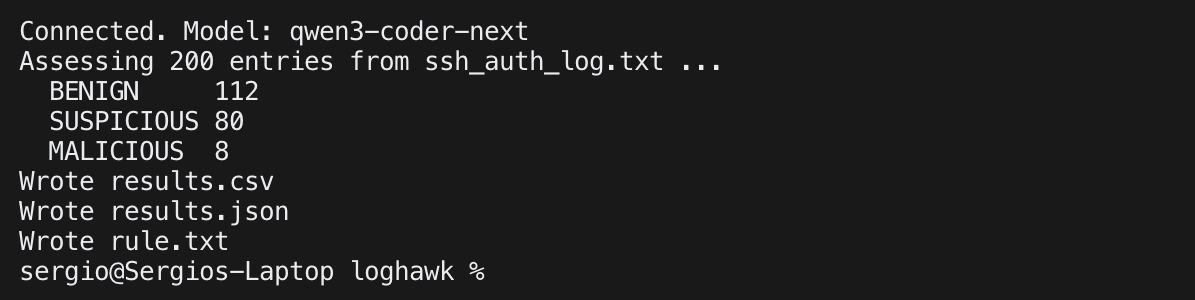 Connected. Model: qwen3-coder-next
Assessing 200 entries from ssh_auth_log.txt ...
  BENIGN     112
  SUSPICIOUS 80
  MALICIOUS  8
Wrote results.csv
Wrote results.json
Wrote rule.txt
sergio@Sergios-Laptop loghawk %